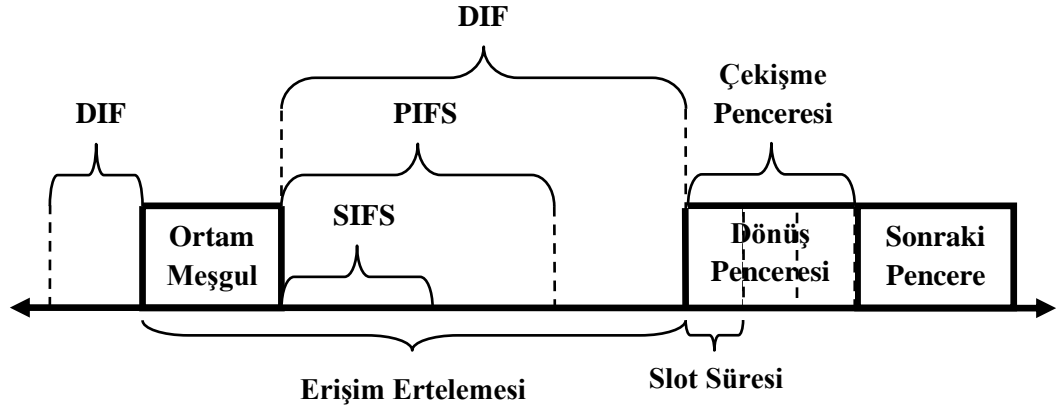 DIF
Çekişme
Penceresi
DIF
PIFS
SIFS
Ortam
Meşgul
Dönüş
Penceresi
Sonraki
Pencere
Erişim Ertelemesi
Slot Süresi